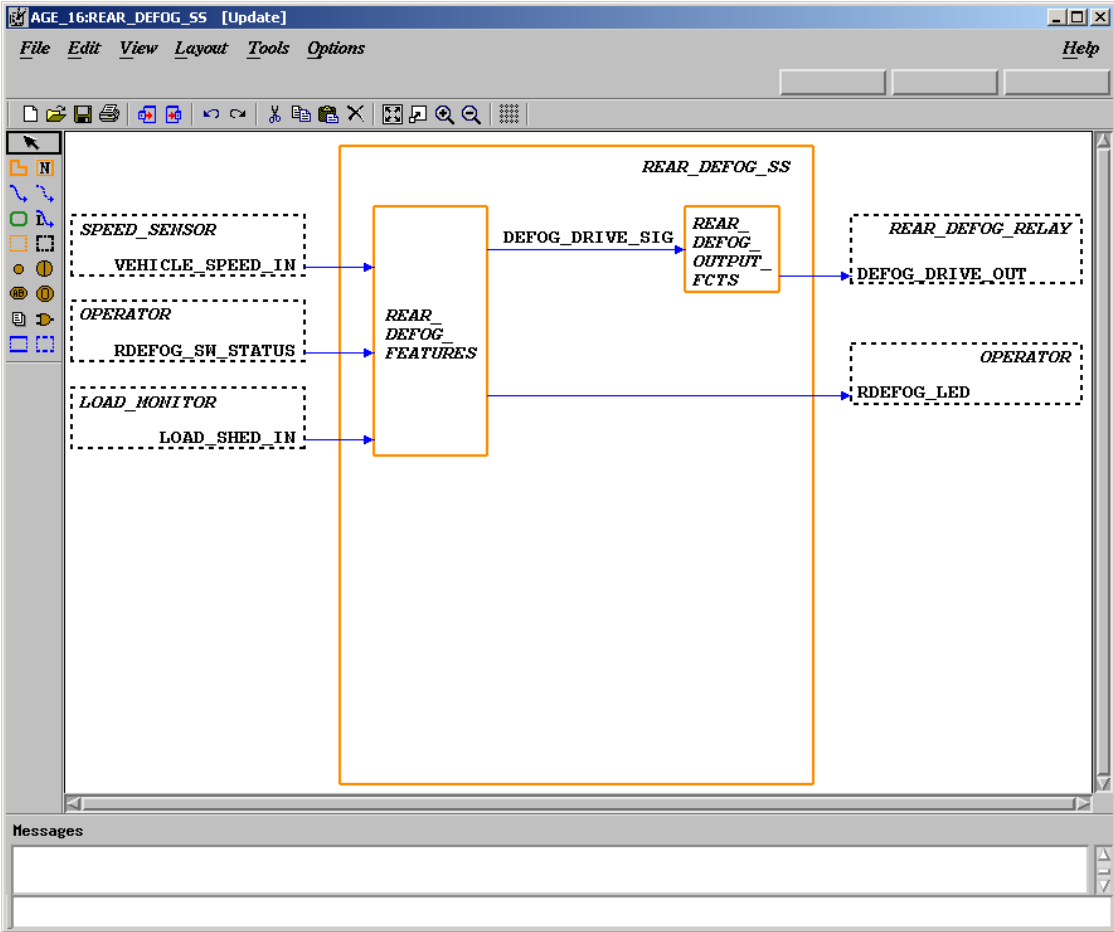 AGE_16:REAR_DEFOG_SS [Update]
File Edit View Layout Tools Options Help
N
AB
REAR_DEFOG_SS
SPEED_SENSOR
VEHICLE_SPEED_IN
OPERATOR
RDEFOG_SW_STATUS
LOAD_MONITOR
LOAD_SHED_IN
REAR_
DEFOG_
FEATURES
DEFOG_DRIVE_SIG
REAR_
DEFOG_
OUTPUT_
FCTS
REAR_DEFOG_RELAY
DEFOG_DRIVE_OUT
OPERATOR
RDEFOG_LED
Messages